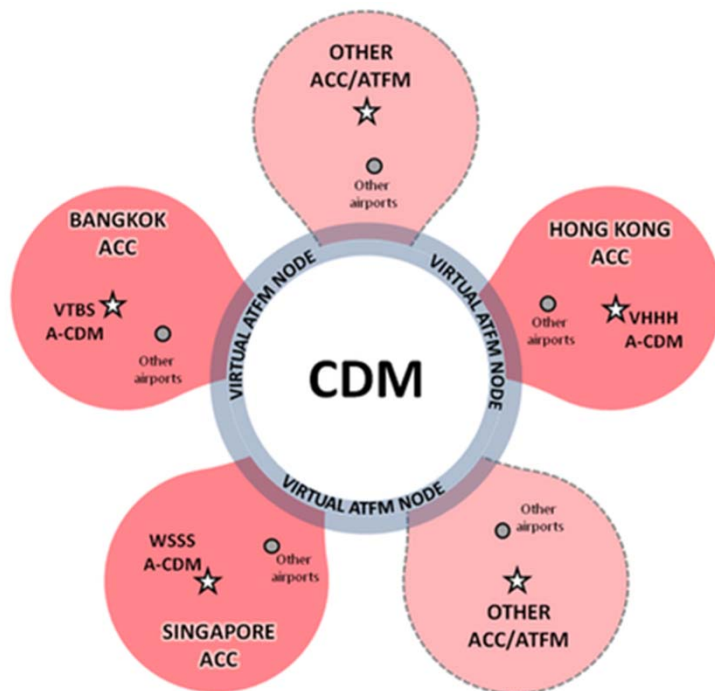 OTHER
ACC/ATFM
Other
airports
BANGKOK
ACC
VTBS
A-CDM
Other
airports
HONG KONG
ACC
Other
airports
VHHH
A-CDM
VIRTUAL ATFM NODE
VIRTUAL ATFM NODE
CDM
VIRTUAL ATFM NODE
WSSS
A-CDM
Other
airports
SINGAPORE
ACC
Other
airports
OTHER
ACC/ATFM